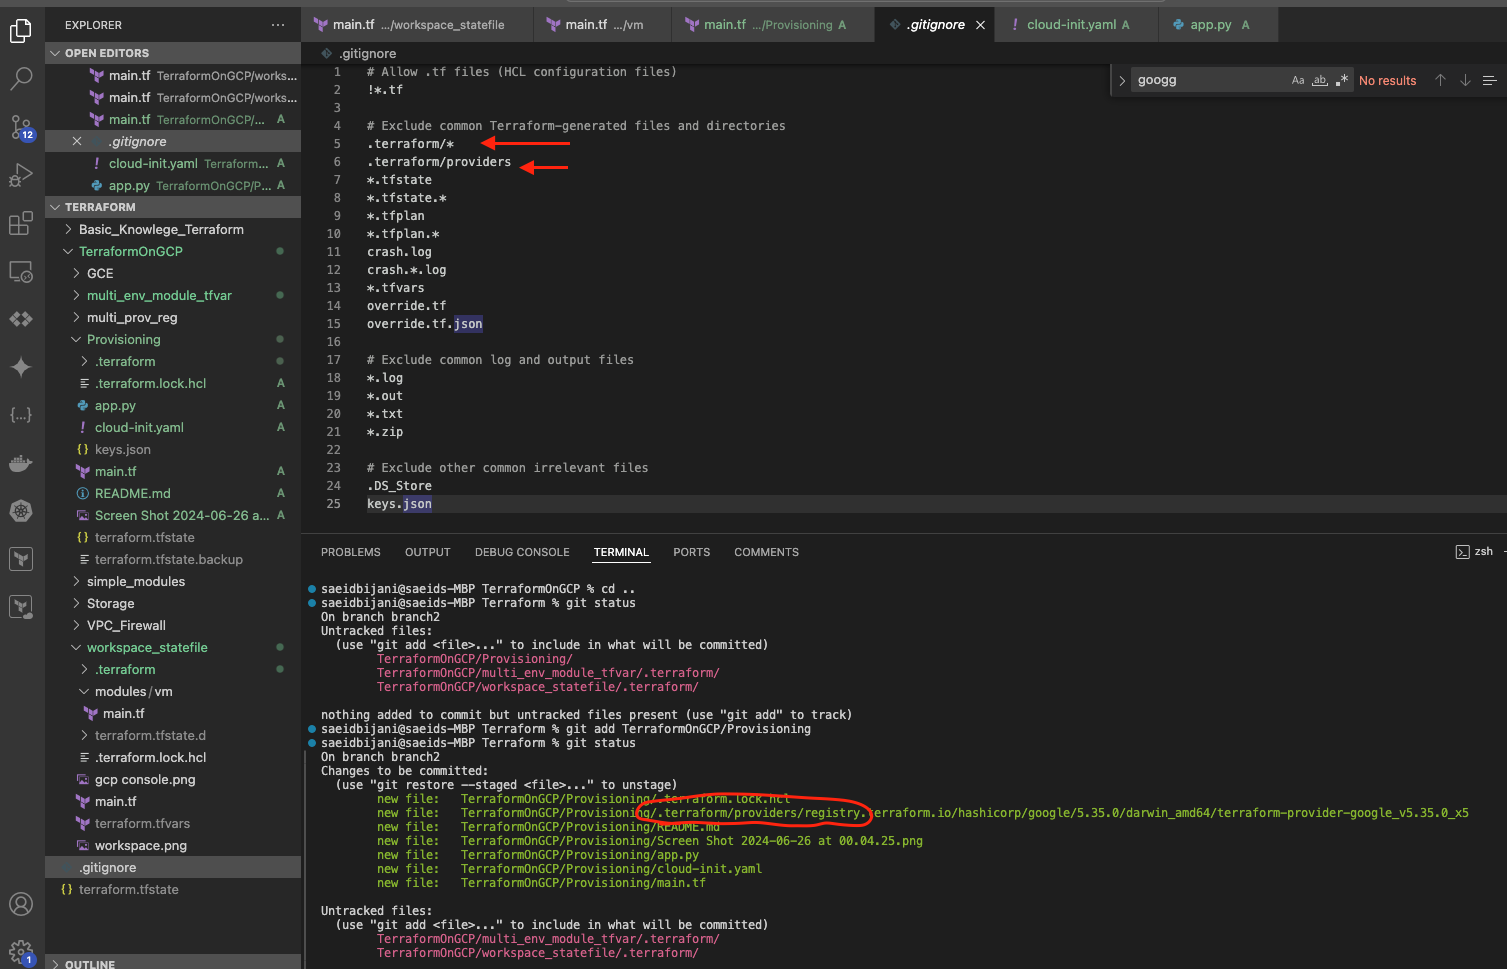 EXPLORER
···
OPEN EDITORS
main.tf TerraformOnGCP/works...
main.tf TerraformOnGCP/works...
main.tf TerraformOnGCP/... A
.gitignore
! cloud-init.yaml Terraform... A
app.py TerraformOnGCP/P... A
TERRAFORM
Basic_Knowlege_Terraform
TerraformOnGCP
GCE
multi_env_module_tfvar
multi_prov_reg
Provisioning
.terraform
.terraform.lock.hcl A
app.py A
! cloud-init.yaml A
{} keys.json
main.tf A
README.md A
Screen Shot 2024-06-26 a... A
{} terraform.tfstate
terraform.tfstate.backup
simple_modules
Storage
VPC_Firewall
workspace_statefile
.terraform
modules/vm
main.tf
terraform.tfstate.d
.terraform.lock.hcl
gcp console.png
main.tf
terraform.tfvars
workspace.png
.gitignore
{} terraform.tfstate
OUTLINE
12
1
main.tf .../workspace_statefile
main.tf .../vm
main.tf .../Provisioning A
.gitignore
! cloud-init.yaml A
app.py A
.gitignore
googg
Aa
ab
.*
No results
1 # Allow .tf files (HCL configuration files)
2 !*.tf
3
4 # Exclude common Terraform-generated files and directories
5 .terraform/*
6 .terraform/providers
7 *.tfstate
8 *.tfstate.*
9 *.tfplan
10 *.tfplan.*
11 crash.log
12 crash.*.log
13 *.tfvars
14 override.tf
15 override.tf.json
16
17 # Exclude common log and output files
18 *.log
19 *.out
20 *.txt
21 *.zip
22
23 # Exclude other common irrelevant files
24 .DS_Store
25 keys.json
PROBLEMS OUTPUT DEBUG CONSOLE TERMINAL PORTS COMMENTS
zsh
saeidbijani@saeids-MBP TerraformOnGCP % cd ..
saeidbijani@saeids-MBP Terraform % git status
On branch branch2
Untracked files:
(use "git add <file>..." to include in what will be committed)
TerraformOnGCP/Provisioning/
TerraformOnGCP/multi_env_module_tfvar/.terraform/
TerraformOnGCP/workspace_statefile/.terraform/
nothing added to commit but untracked files present (use "git add" to track)
saeidbijani@saeids-MBP Terraform % git add TerraformOnGCP/Provisioning
saeidbijani@saeids-MBP Terraform % git status
On branch branch2
Changes to be committed:
(use "git restore --staged <file>..." to unstage)
new file: TerraformOnGCP/Provisioning/.terraform.lock.hcl
new file: TerraformOnGCP/Provisioning/.terraform/providers/registry.terraform.io/hashicorp/google/5.35.0/darwin_amd64/terraform-provider-google_v5.35.0_x5
new file: TerraformOnGCP/Provisioning/README.md
new file: TerraformOnGCP/Provisioning/Screen Shot 2024-06-26 at 00.04.25.png
new file: TerraformOnGCP/Provisioning/app.py
new file: TerraformOnGCP/Provisioning/cloud-init.yaml
new file: TerraformOnGCP/Provisioning/main.tf
Untracked files:
(use "git add <file>..." to include in what will be committed)
TerraformOnGCP/multi_env_module_tfvar/.terraform/
TerraformOnGCP/workspace_statefile/.terraform/